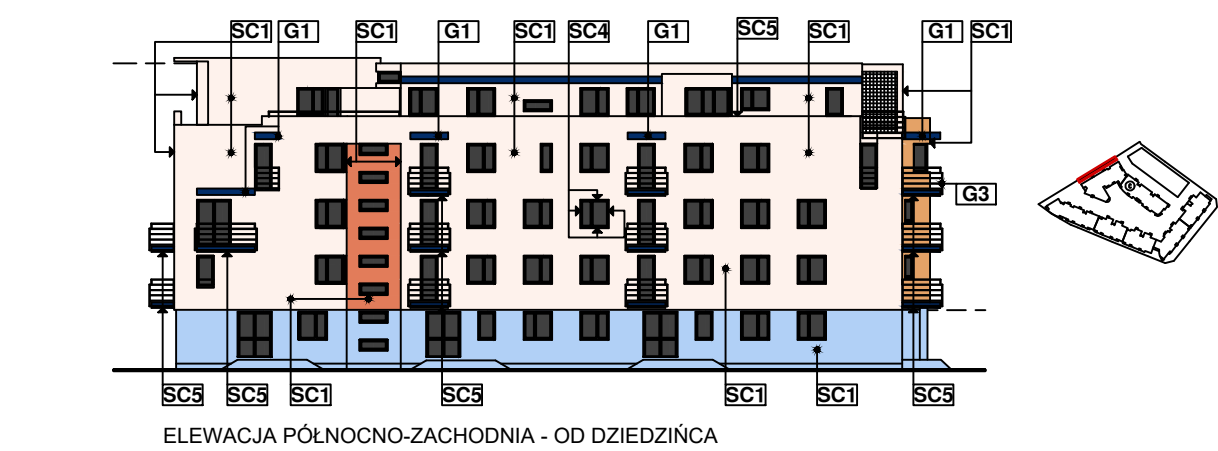 SC1 G1 SC1 G1 SC1 SC4 G1 SC5 SC1 G1 SC1
G3
6
SC5 SC5 SC1 SC5 SC1 SC1 SC5
ELEWACJA PÓŁNOCNO-ZACHODNIA - OD DZIEDZIŃCA